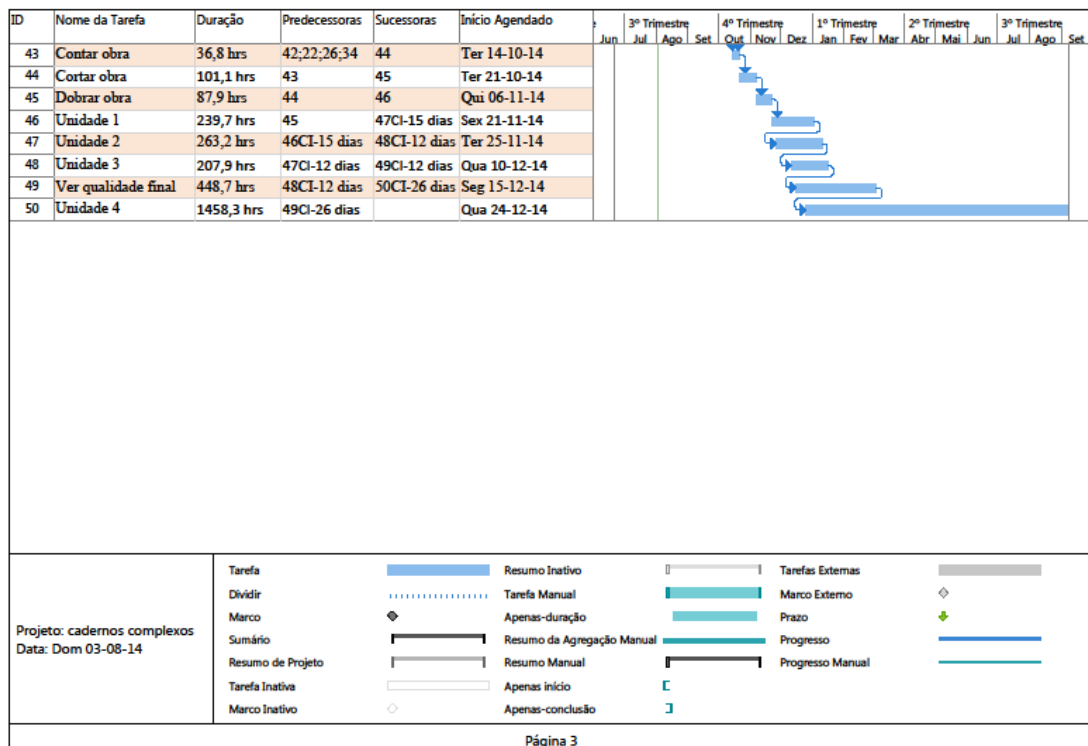 ID Nome da Tarefa Duração Predecessoras Sucessoras Início Agendado
3º Trimestre 4º Trimestre 1º Trimestre 2º Trimestre 3º Trimestre
Jun Jul Ago Set Out Nov Dez Jan Fev Mar Abr Mai Jun Jul Ago Set
43 Contar obra 36,8 hrs 42;22;26;34 44 Ter 14-10-14
44 Cortar obra 101,1 hrs 43 45 Ter 21-10-14
45 Dobrar obra 87,9 hrs 44 46 Qui 06-11-14
46 Unidade 1 239,7 hrs 45 47CI-15 dias Sex 21-11-14
47 Unidade 2 263,2 hrs 46CI-15 dias 48CI-12 dias Ter 25-11-14
48 Unidade 3 207,9 hrs 47CI-12 dias 49CI-12 dias Qua 10-12-14
49 Ver qualidade final 448,7 hrs 48CI-12 dias 50CI-26 dias Seg 15-12-14
50 Unidade 4 1458,3 hrs 49CI-26 dias Qua 24-12-14
Projeto: cadernos complexos
Data: Dom 03-08-14
Tarefa Resumo Inativo Tarefas Externas
Dividir Tarefa Manual Marco Externo
Marco Apenas-duração Prazo
Sumário Resumo da Agregação Manual Progresso
Resumo de Projeto Resumo Manual Progresso Manual
Tarefa Inativa Apenas início
Marco Inativo Apenas-conclusão
Página 3